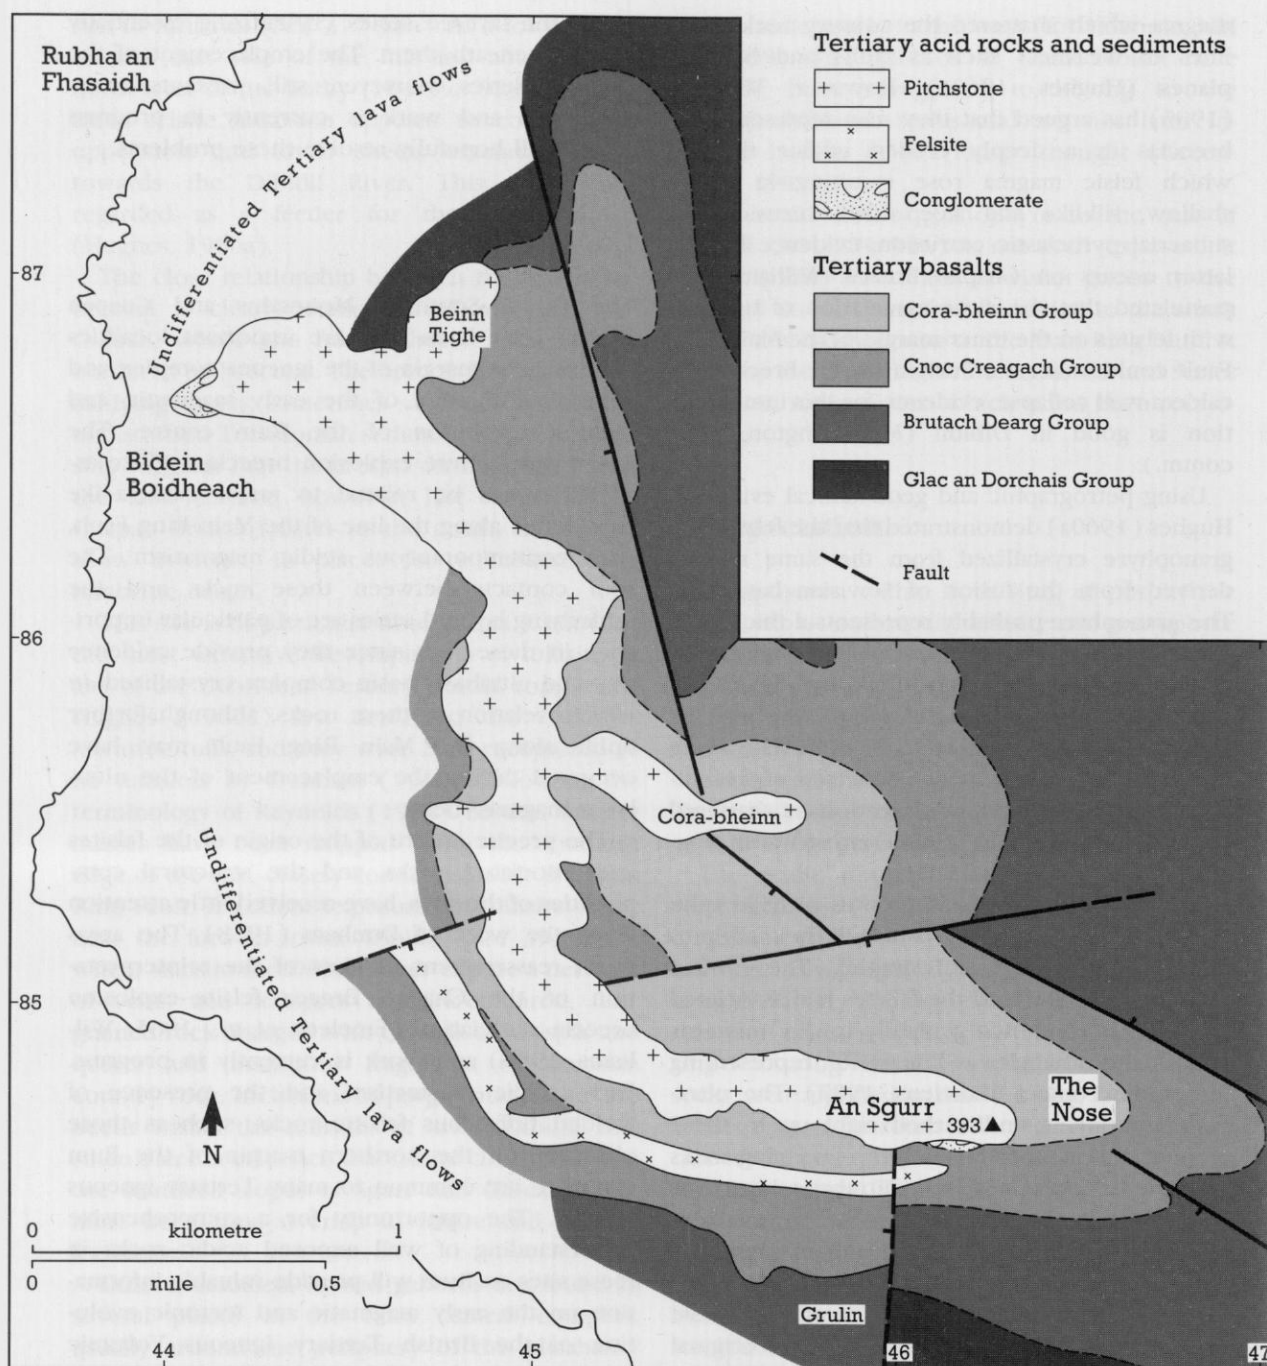 Rubha an
Fhasaidh
Undifferentiated Tertiary lava flows
87
Beinn
Tighe
Bidein
Boidheach
86
Cora-bheinn
Undifferentiated Tertiary lava flows
85
An Sgurr
393
The
Nose
N
0 kilometre 1
0 mile 0.5
Grulin
44
45
46
47
Tertiary acid rocks and sediments
Pitchstone
Felsite
Conglomerate
Tertiary basalts
Cora-bheinn Group
Cnoc Creagach Group
Brutach Dearg Group
Glac an Dorchais Group
Fault